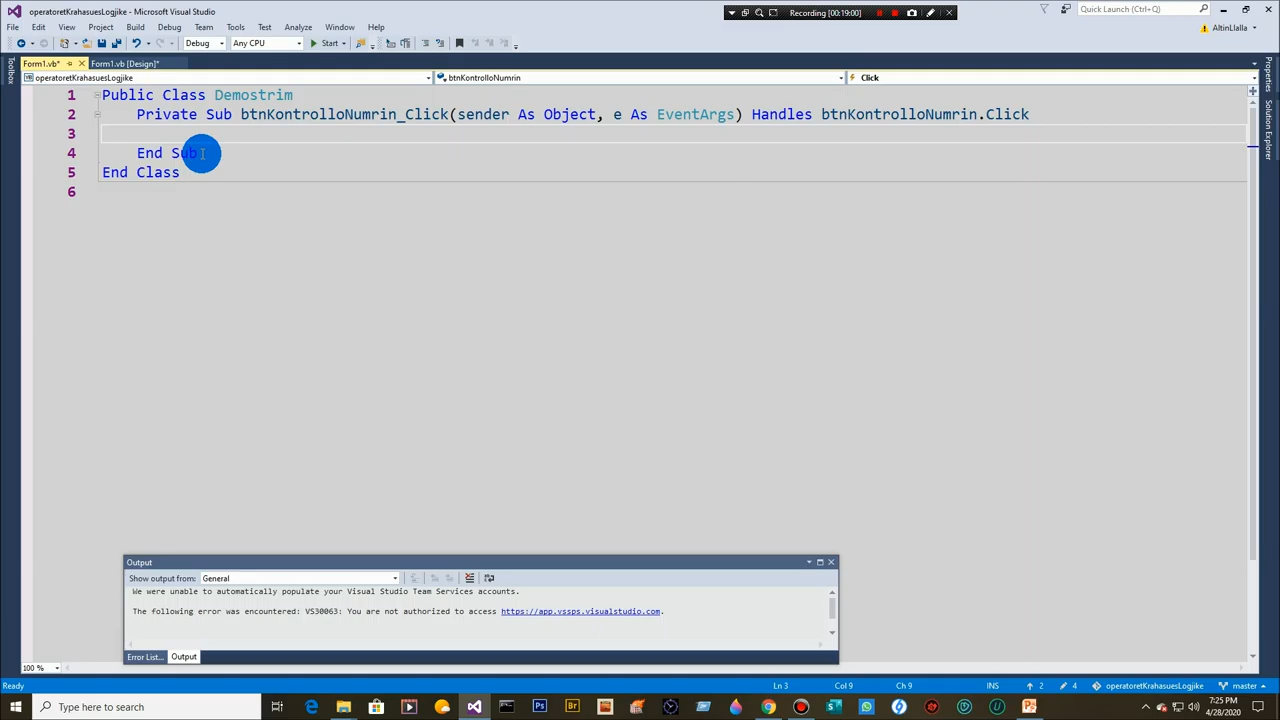 operatoretKrahasuesLogjike - Microsoft Visual Studio
Recording (00:19:00)
Quick Launch (Ctrl+Q)
File Edit View Project Build Debug Team Tools Test Analyze Window Help
AltinLlalla
Debug Any CPU Start
Toolbox
Form1.vb* Form1.vb [Design]*
operatoretKrahasuesLogjike btnKontrolloNumrin Click
1 Public Class Demostrim
2 Private Sub btnKontrolloNumrin_Click(sender As Object, e As EventArgs) Handles btnKontrolloNumrin.Click
3
4 End Sub
5 End Class
6
Properties
Solution Explorer
Output
Show output from: General
We were unable to automatically populate your Visual Studio Team Services accounts.
The following error was encountered: VS30063: You are not authorized to access https://app.vssps.visualstudio.com.
Error List... Output
100 %
Ready Ln 3 Col 9 Ch 9 INS 2 4 operatoretKrahasuesLogjike master
Type here to search
7:25 PM
4/28/2020